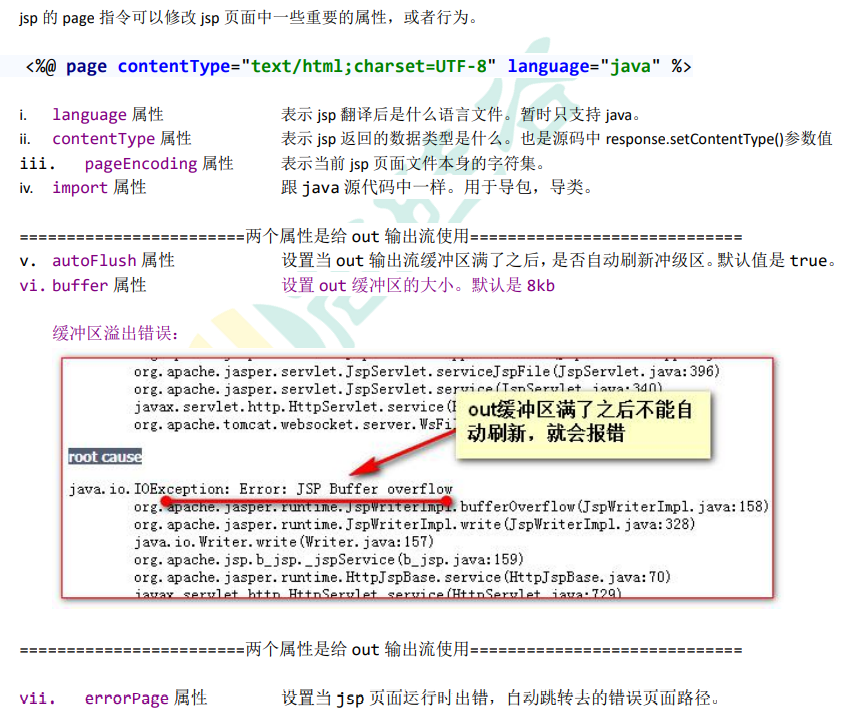 jsp 的 page 指令可以修改 jsp 页面中一些重要的属性，或者行为。
<%@ page contentType="text/html;charset=UTF-8" language="java" %>
i. language 属性 表示 jsp 翻译后是什么语言文件。暂时只支持 java。
ii. contentType 属性 表示 jsp 返回的数据类型是什么。也是源码中 response.setContentType()参数值
iii. pageEncoding 属性 表示当前 jsp 页面文件本身的字符集。
iv. import 属性 跟 java 源代码中一样。用于导包，导类。
========================两个属性是给 out 输出流使用=============================
v. autoFlush 属性 设置当 out 输出流缓冲区满了之后，是否自动刷新冲级区。默认值是 true。
vi. buffer 属性 设置 out 缓冲区的大小。默认是 8kb
缓冲区溢出错误：
org.apache.jasper.servlet.JspServlet.serviceJspFile(JspServlet.java:396)
org.apache.jasper.servlet.JspServlet.service(JspServlet.java:340)
javax.servlet.http.HttpServlet.service(
org.apache.tomcat.websocket.server.WsFil
out缓冲区满了之后不能自
动刷新，就会报错
root cause
java.io.IOException: Error: JSP Buffer overflow
org.apache.jasper.runtime.JspWriterImpl.bufferOverflow(JspWriterImpl.java:158)
org.apache.jasper.runtime.JspWriterImpl.write(JspWriterImpl.java:328)
java.io.Writer.write(Writer.java:157)
org.apache.jsp.b_jsp._jspService(b_jsp.java:159)
org.apache.jasper.runtime.HttpJspBase.service(HttpJspBase.java:70)
javax.servlet.http.HttpServlet.service(HttpServlet.java:729)
========================两个属性是给 out 输出流使用=============================
vii. errorPage 属性 设置当 jsp 页面运行时出错，自动跳转去的错误页面路径。